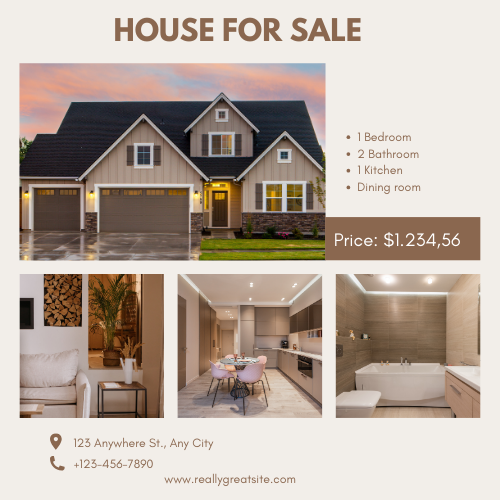 HOUSE FOR SALE
1 Bedroom
2 Bathroom
1 Kitchen
Dining room
Price: $1.234,56
123 Anywhere St., Any City
+123-456-7890
www.reallygreatsite.com